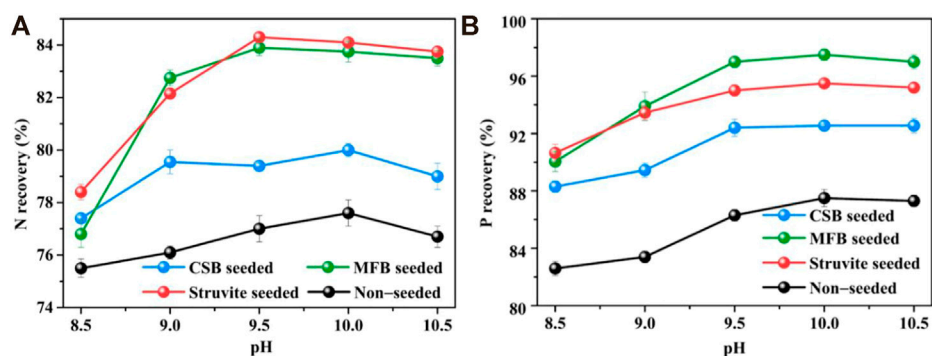 A
N recovery (%)
84
82
80
78
76
74
CSB seeded
MFB seeded
Struvite seeded
Non-seeded
8.5 9.0 9.5 10.0 10.5
pH
B
P recovery (%)
100
96
92
88
84
80
CSB seeded
MFB seeded
Struvite seeded
Non-seeded
8.5 9.0 9.5 10.0 10.5
pH